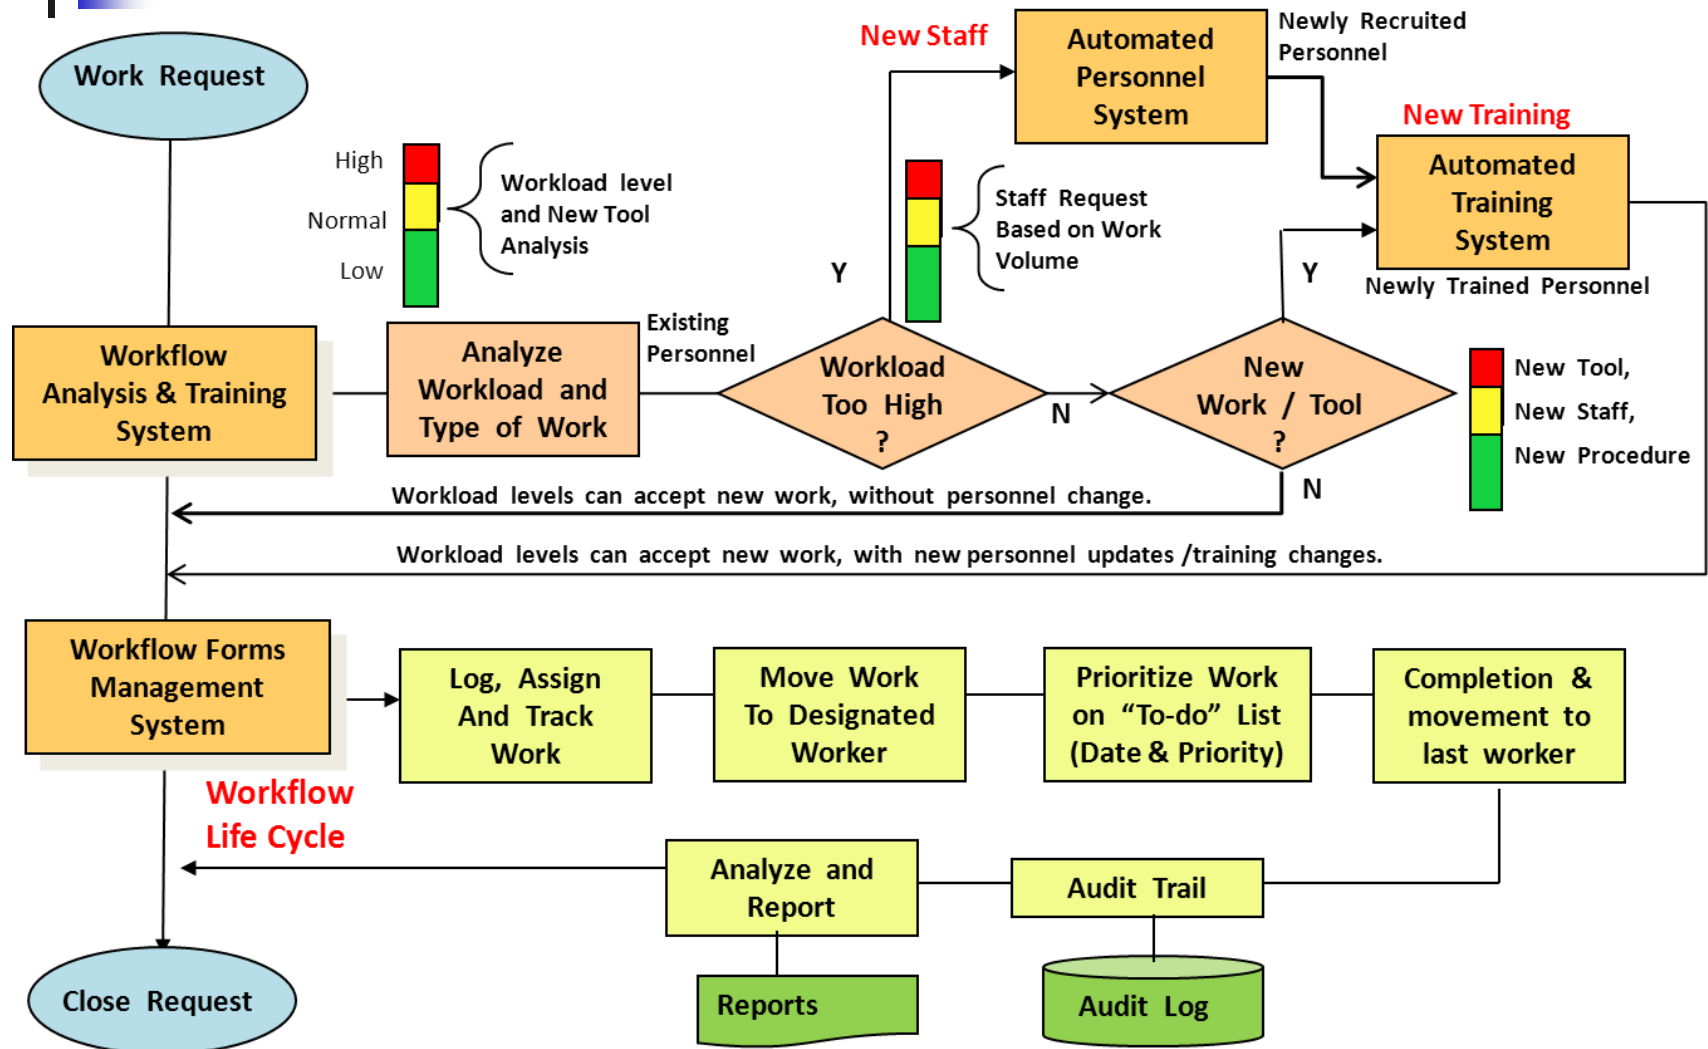 Work Request
New Staff
Automated
Personnel
System
Newly Recruited
Personnel
New Training
Automated
Training
System
Newly Trained Personnel
High
Normal
Low
Workload level
and New Tool
Analysis
Staff Request
Based on Work
Volume
Y
Y
Workflow
Analysis & Training
System
Analyze
Workload and
Type of Work
Existing
Personnel
Workload
Too High
?
N
New
Work / Tool
?
N
New Tool,
New Staff,
New Procedure
Workload levels can accept new work, without personnel change.
Workload levels can accept new work, with new personnel updates /training changes.
Workflow Forms
Management
System
Log, Assign
And Track
Work
Move Work
To Designated
Worker
Prioritize Work
on “To-do” List
(Date & Priority)
Completion &
movement to
last worker
Workflow
Life Cycle
Analyze and
Report
Audit Trail
Close Request
Reports
Audit Log